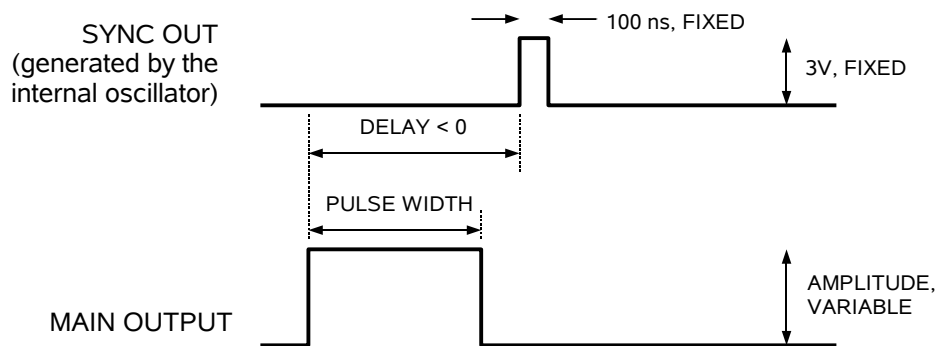 SYNC OUT
(generated by the
internal oscillator)
100 ns, FIXED
3V, FIXED
DELAY < 0
PULSE WIDTH
MAIN OUTPUT
AMPLITUDE,
VARIABLE